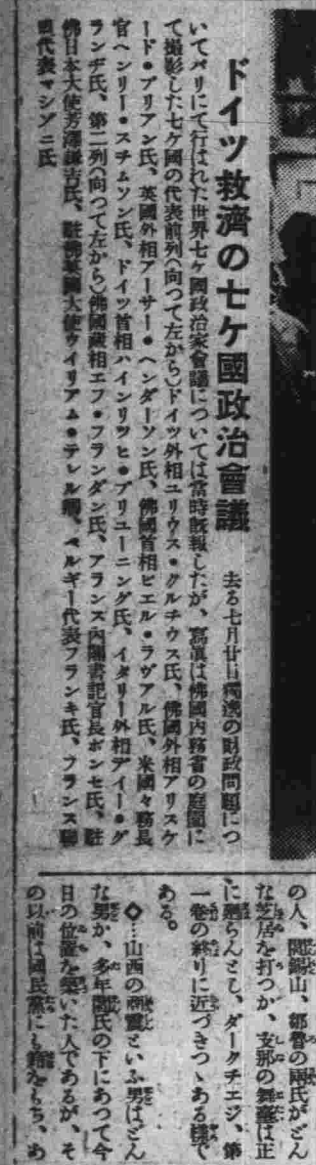 ドイツ救濟の七ケ國政治會議
去る七月廿日獨逸の財政問題につ
いてパリにて行はれた世界七ケ國政治家會議については當時旣報したが、寫眞は佛國內務省の庭園に
て撮影した七ケ國の代表前列(向つて左から)ドイツ外相ユリウス・クルチウス氏、佛國外相アリスケ
ード・ブリアン氏、英國外相アーサー・ヘンダーソン氏、佛國首相ピエル・ラヴアル氏、米國々務長
官ヘンリー・スチムソン氏、ドイツ首相ハインリツヒ・ブリユーニング氏、イタリー外相デイー・グ
ランヂ氏、第二列(向つて左から)佛國藏相エフ・フランダン氏、フランス內閣書記官長ポンセ氏、駐
佛日本大使芳澤謙吉氏、駐佛英國大使ウイリアム・テレル卿、ベルギー代表フランキ氏、フランス聯
盟代表マシグニ氏
の人、閻錫山、
の兩氏がどん
な芝居を打つか、支那の舞臺は正
に廻らんとし、ダークチエジ、第
一卷の終りに近づきつゝある樣で
ある。
◇…山西の
といふ男はどん
な男か、多年閻氏の下にあつて今
日の位置を築いた人であるが、そ
の以前は國民黨にも籍をもち、あ